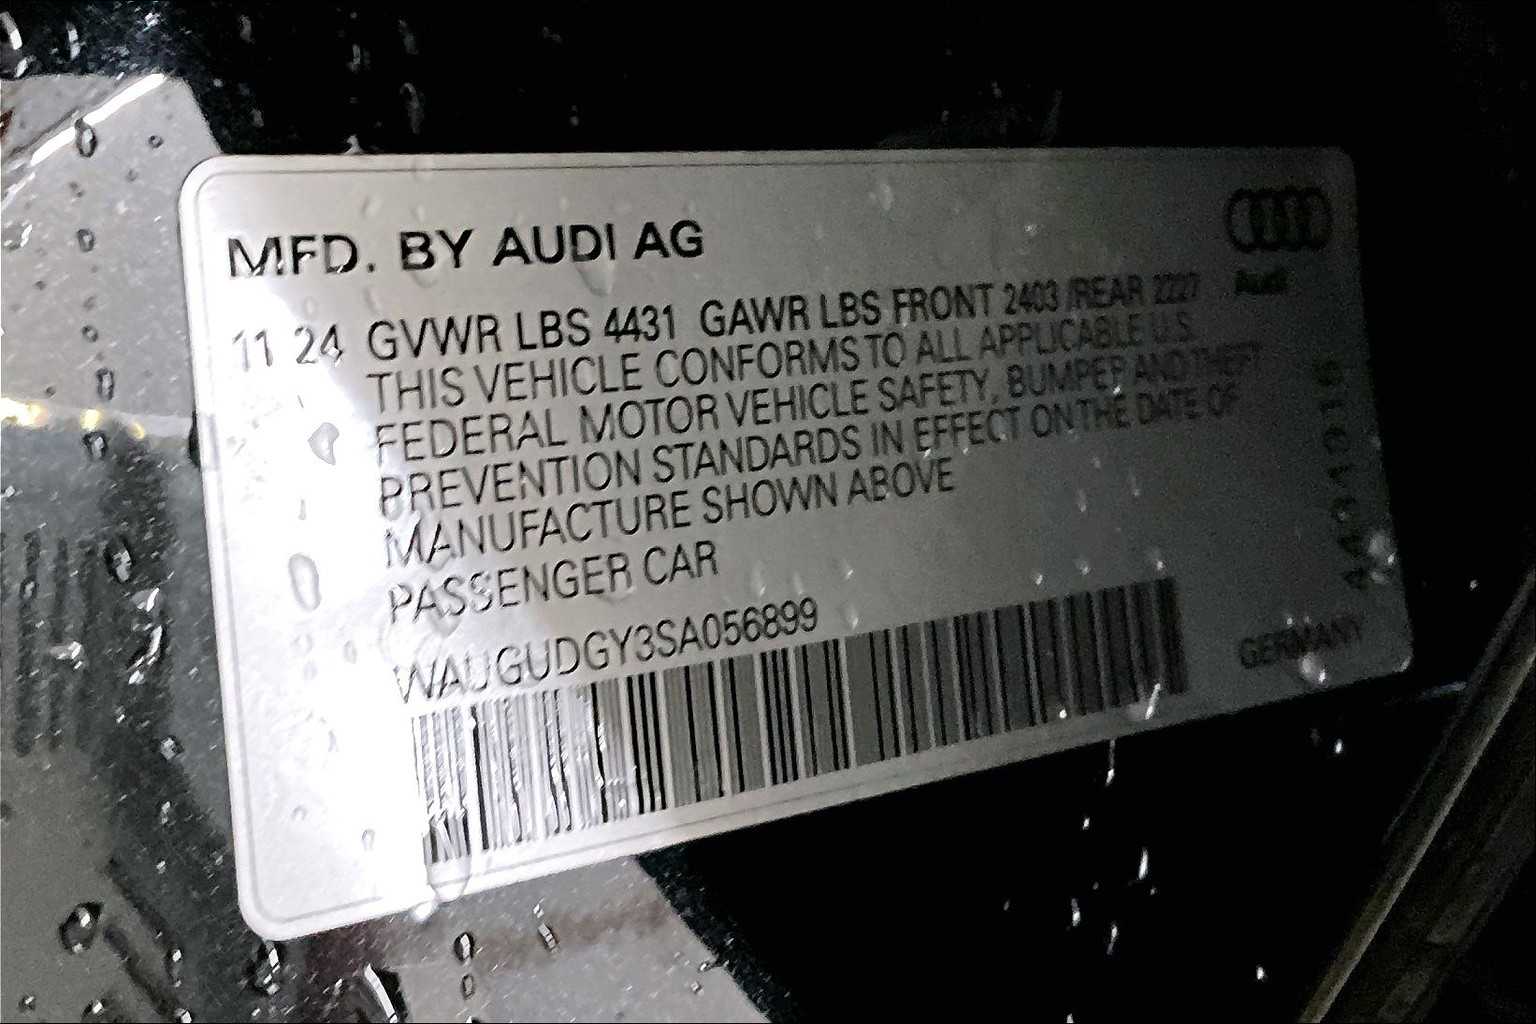 MFD. BY AUDI AG
Audi
11 24 GVWR LBS 4431 GAWR LBS FRONT 2403 /REAR 2227
THIS VEHICLE CONFORMS TO ALL APPLICABLE U.S.
FEDERAL MOTOR VEHICLE SAFETY, BUMPER AND THEFT
PREVENTION STANDARDS IN EFFECT ON THE DATE OF
MANUFACTURE SHOWN ABOVE
PASSENGER CAR
WAUGUDGY3SA056899
GERMANY